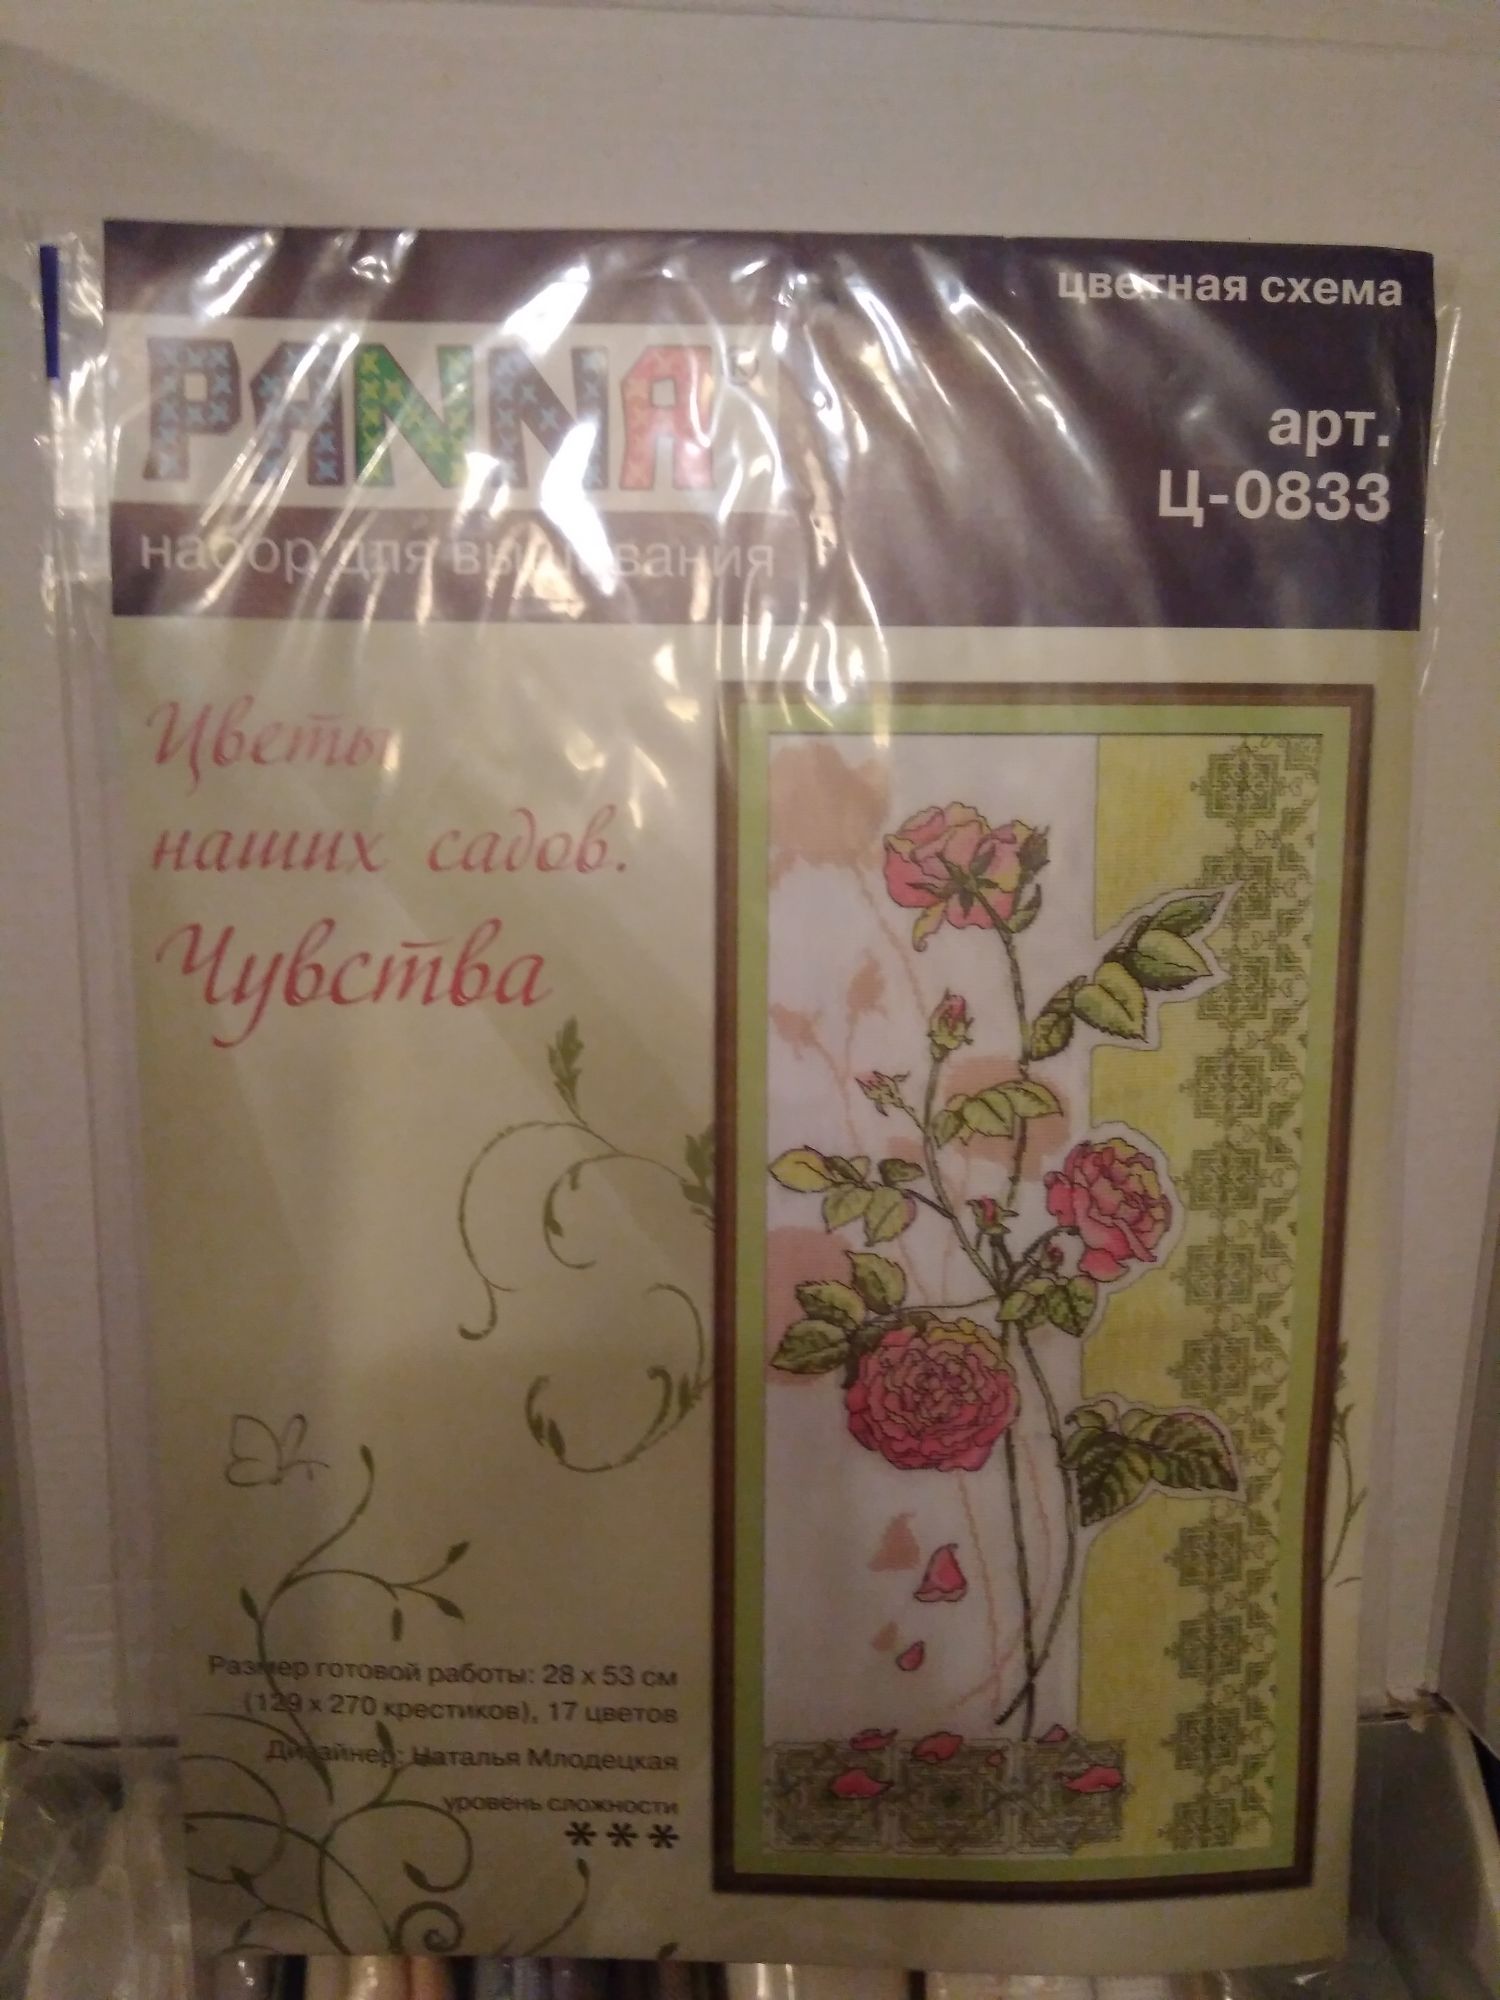 цветная схема
PANNA®
арт.
Ц-0833
набор для вышивания
Цветы
наших садов.
Чувства
Размер готовой работы: 28 х 53 см
(129 х 270 крестиков), 17 цветов
Дизайнер: Наталья Млодецкая
уровень сложности
***